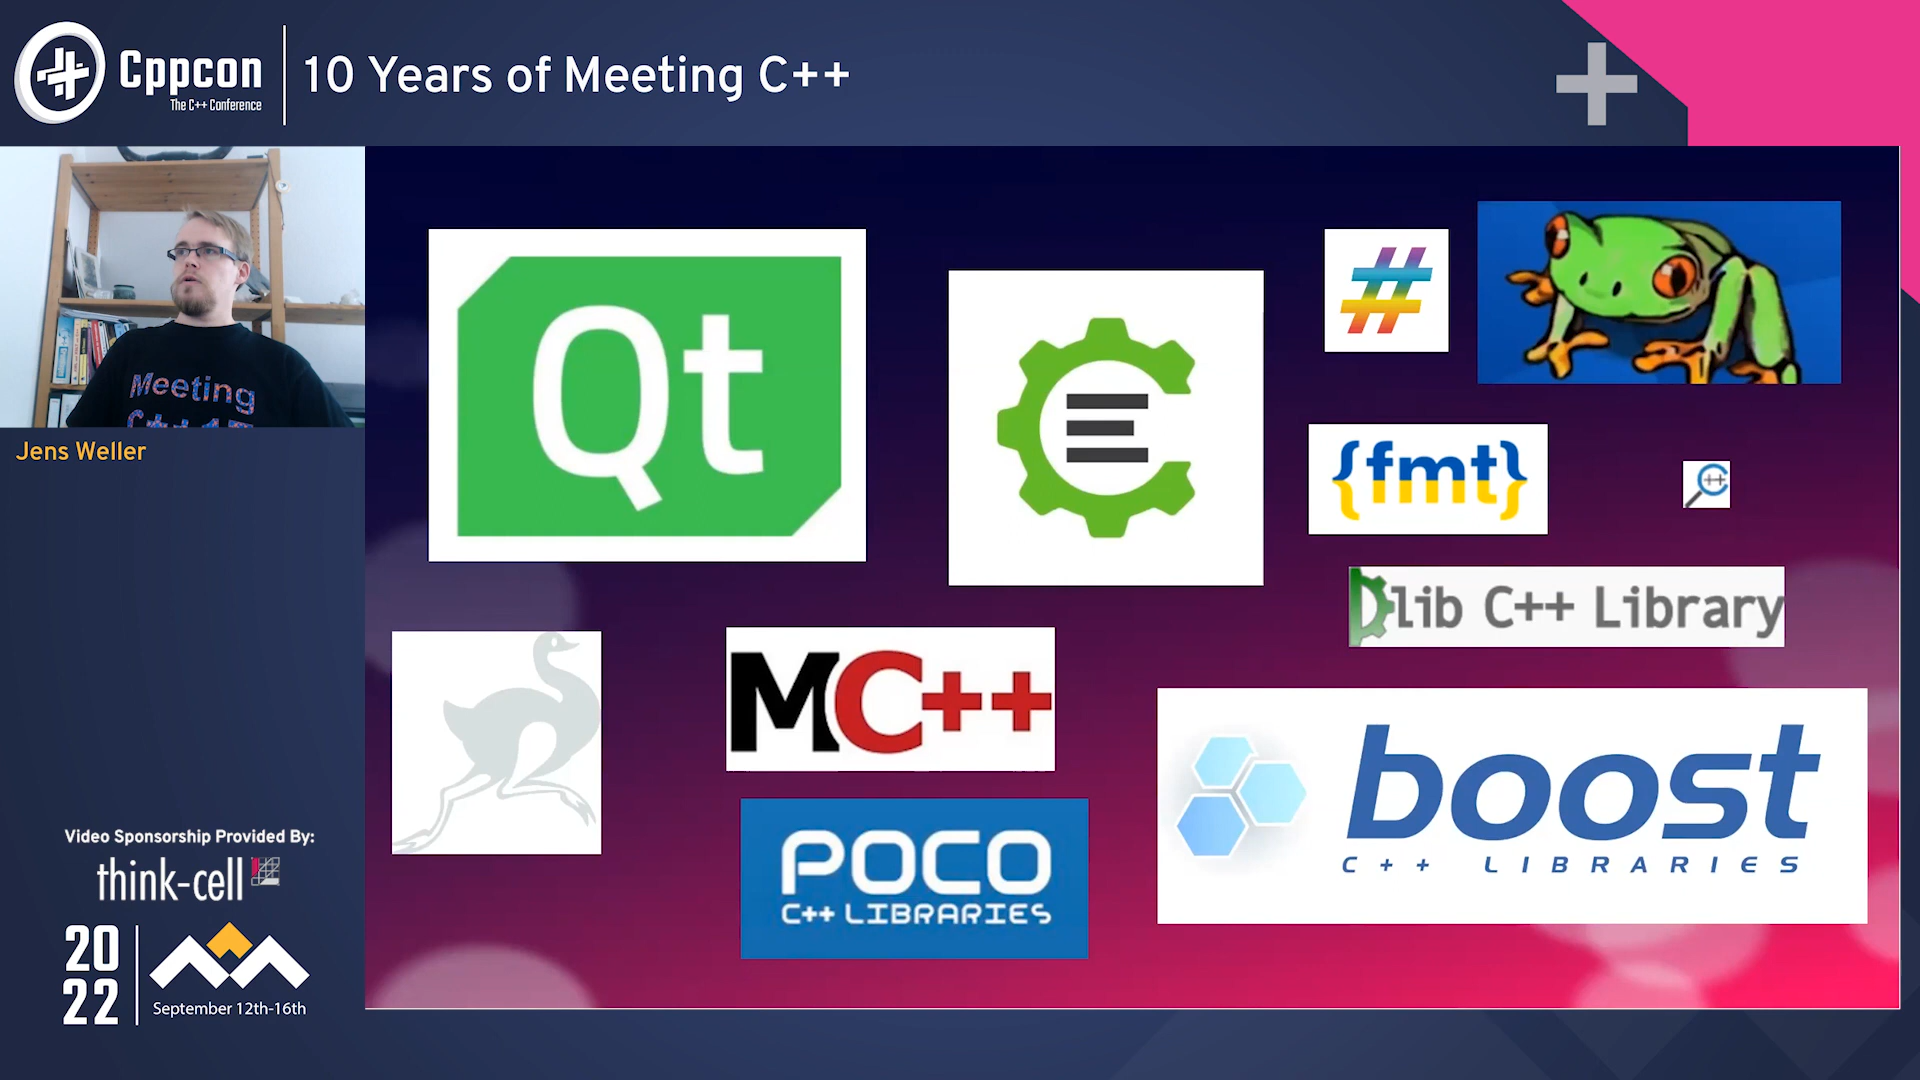 Cppcon
The C++ Conference
10 Years of Meeting C++
Meeting
Jens Weller
Qt
#
{fmt}
C++
Dlib C++ Library
MC++
POCO
C++ LIBRARIES
boost
C++ LIBRARIES
Video Sponsorship Provided By:
think-cell
20
22
September 12th-16th